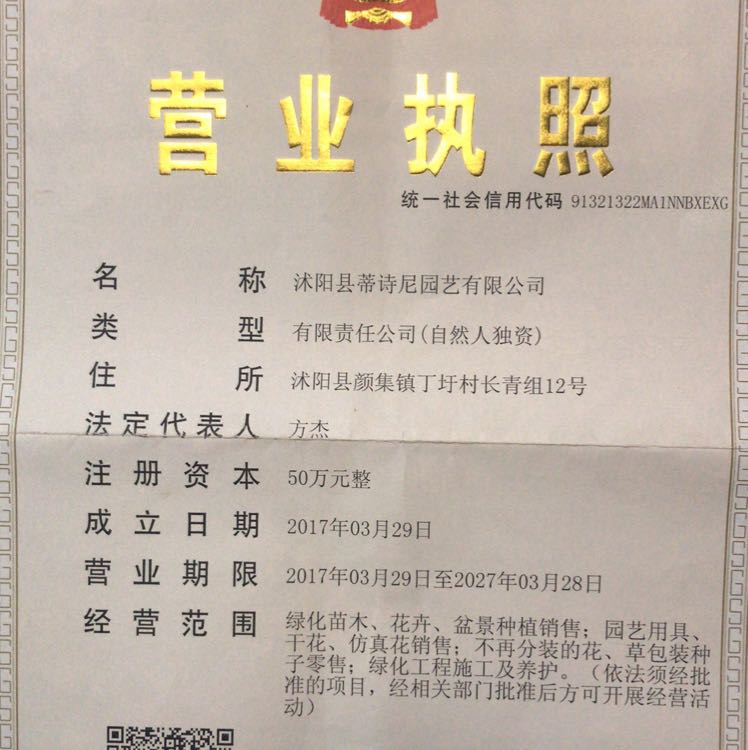 营业执照
统一社会信用代码 91321322MA1NNBXEXG
名称 沭阳县蒂诗尼园艺有限公司
类型 有限责任公司(自然人独资)
住所 沭阳县颜集镇丁圩村长青组12号
法定代表人 方杰
注册资本 50万元整
成立日期 2017年03月29日
营业期限 2017年03月29日至2027年03月28日
经营范围 绿化苗木、花卉、盆景种植销售；园艺用具、
干花、仿真花销售；不再分装的花、草包装种
子零售；绿化工程施工及养护。（依法须经批
准的项目，经相关部门批准后方可开展经营活
动）